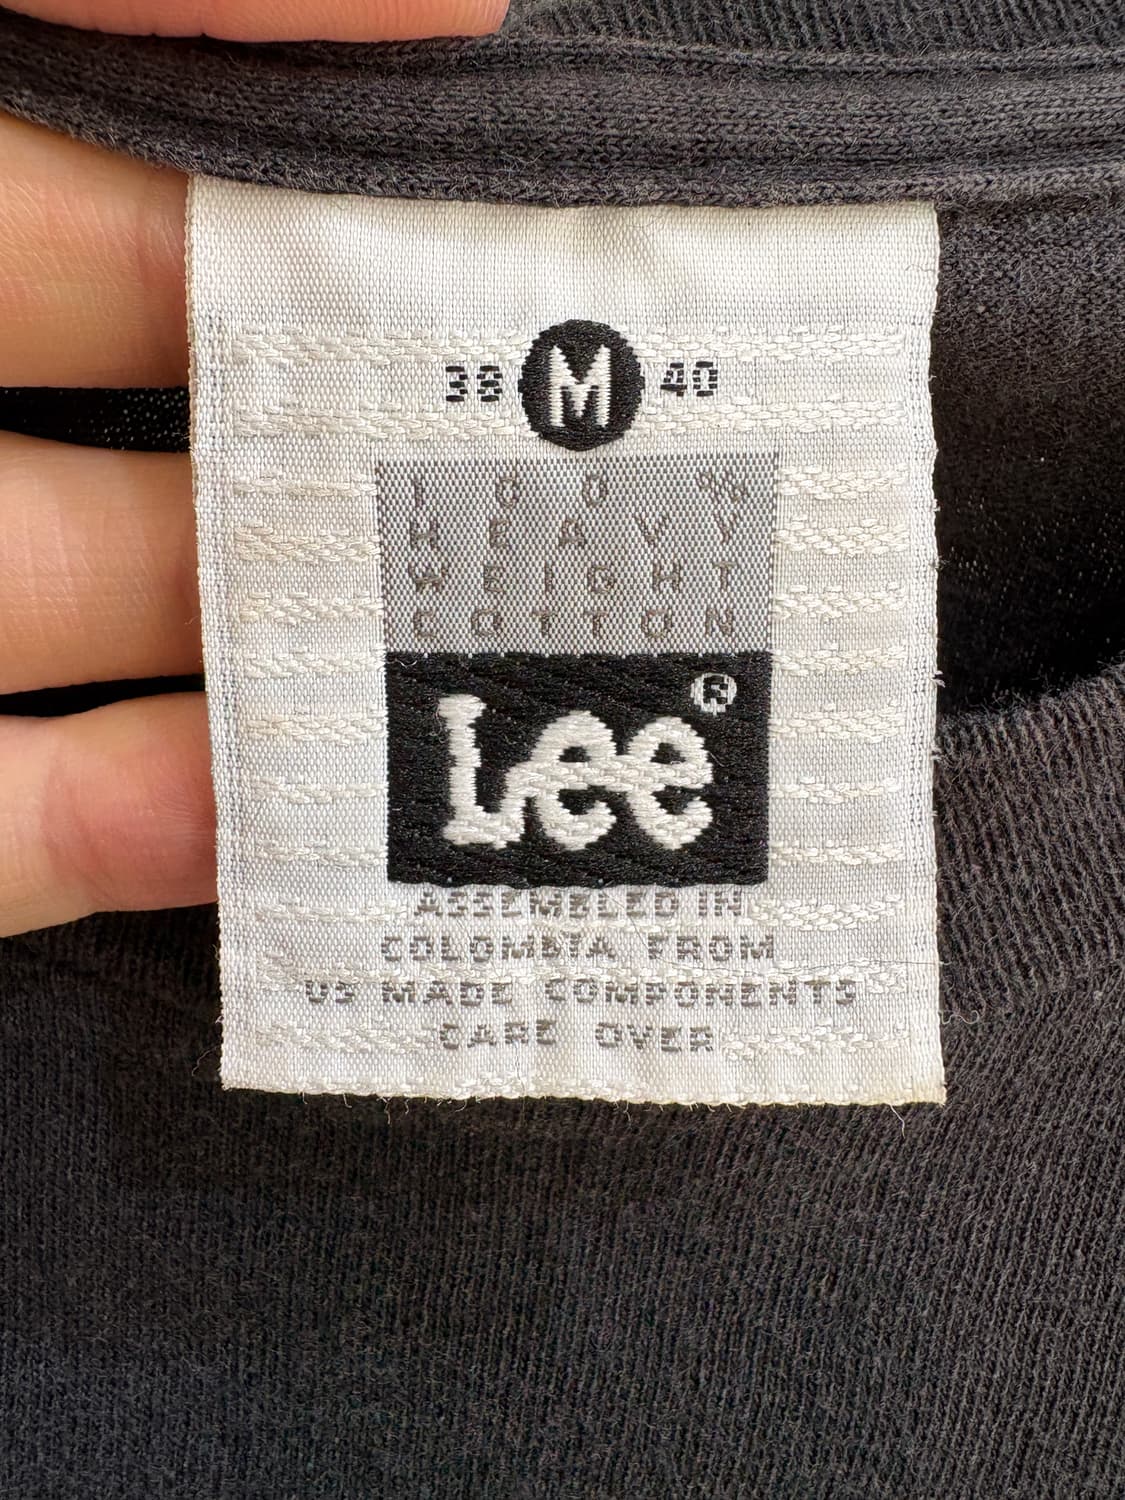 38 M 40
100%
HEAVY
WEIGHT
COTTON
Lee®
ASSEMBLED IN
COLOMBIA FROM
US MADE COMPONENTS
CARE OVER